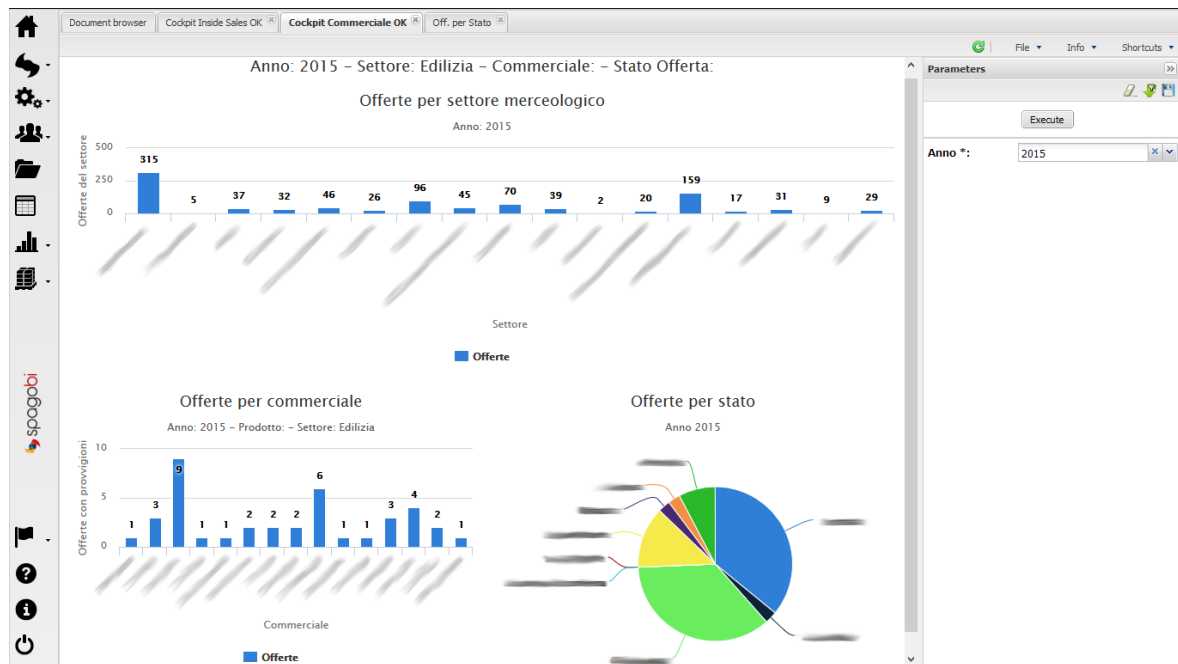 Document browser
Cockpit Inside Sales OK
Cockpit Commerciale OK
Off. per Stato
File
Info
Shortcuts
Anno: 2015 – Settore: Edilizia – Commerciale: – Stato Offerta:
Offerte per settore merceologico
Anno: 2015
Offerte del settore
500
250
0
315 5 37 32 46 26 96 45 70 39 2 20 159 17 31 9 29
Settore
Offerte
Offerte per commerciale
Anno: 2015 – Prodotto: – Settore: Edilizia
Offerte con provvigioni
10
5
0
1 3 9 1 1 2 2 2 6 1 1 3 4 2 1
Commerciale
Offerte
Offerte per stato
Anno 2015
Parameters
Execute
Anno *:
2015
spagobi